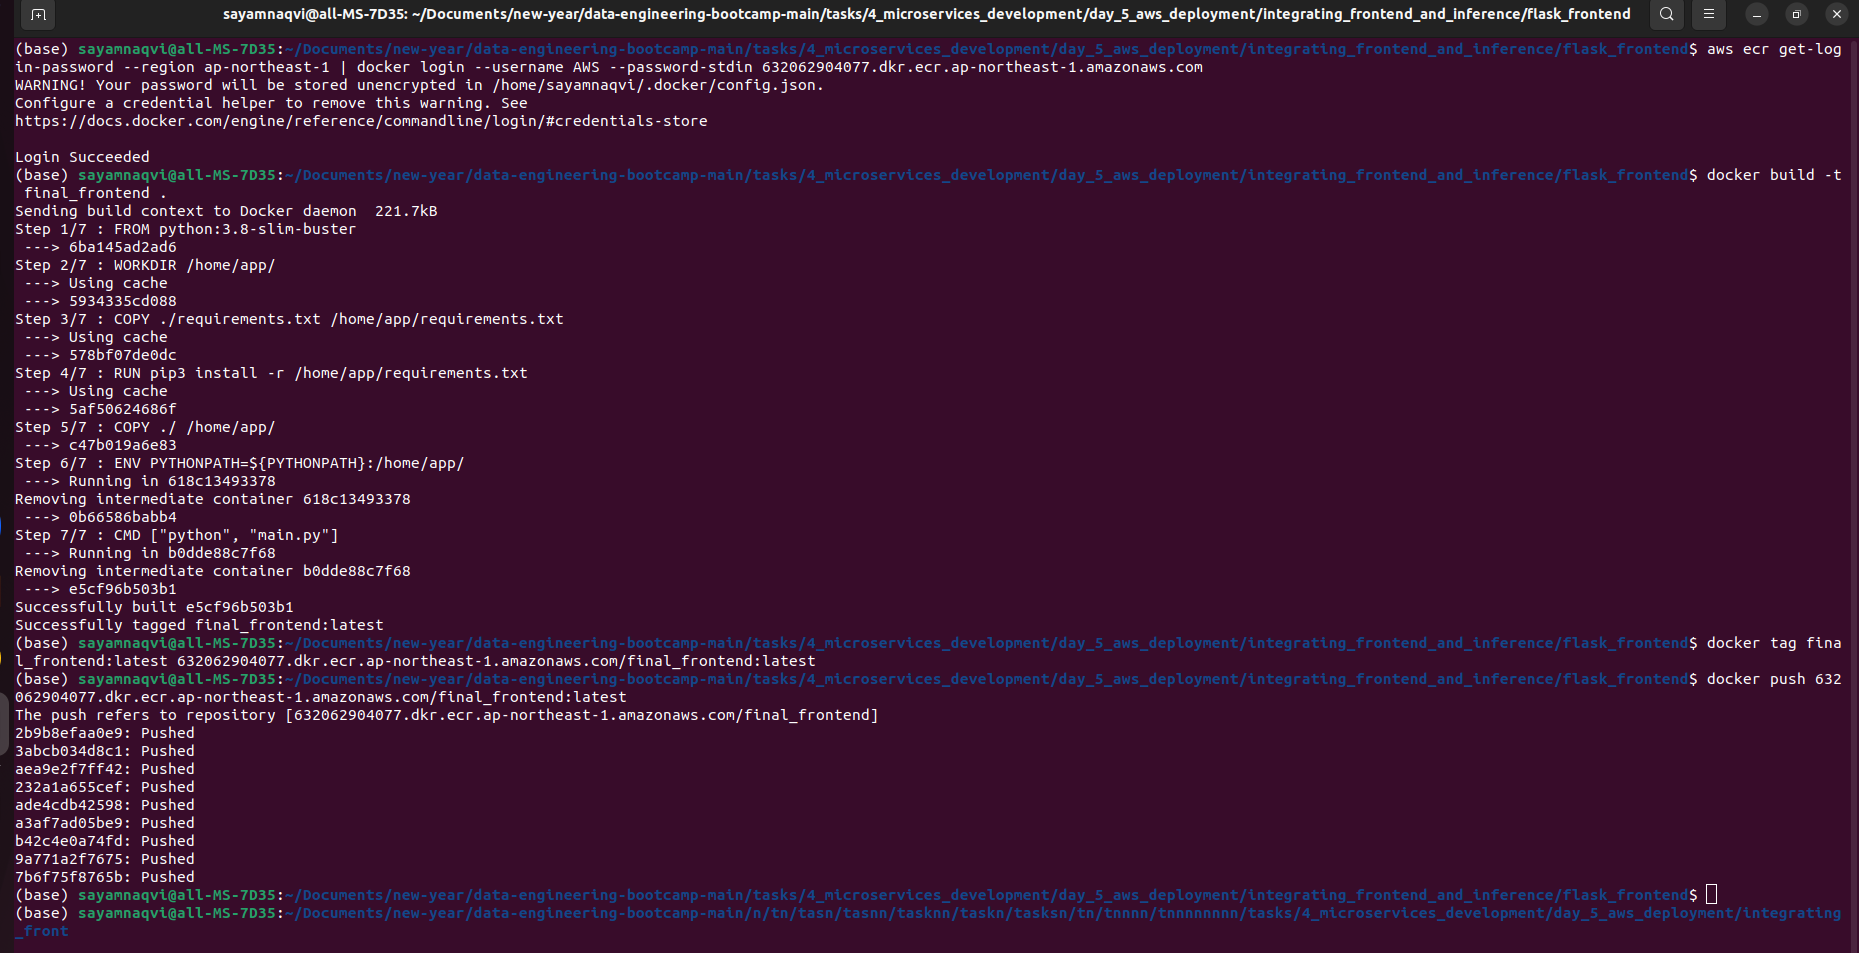 sayamnaqvi@all-MS-7D35: ~/Documents/new-year/data-engineering-bootcamp-main/tasks/4_microservices_development/day_5_aws_deployment/integrating_frontend_and_inference/flask_frontend
(base) sayamnaqvi@all-MS-7D35:~/Documents/new-year/data-engineering-bootcamp-main/tasks/4_microservices_development/day_5_aws_deployment/integrating_frontend_and_inference/flask_frontend$ aws ecr get-log
in-password --region ap-northeast-1 | docker login --username AWS --password-stdin 632062904077.dkr.ecr.ap-northeast-1.amazonaws.com
WARNING! Your password will be stored unencrypted in /home/sayamnaqvi/.docker/config.json.
Configure a credential helper to remove this warning. See
https://docs.docker.com/engine/reference/commandline/login/#credentials-store
Login Succeeded
(base) sayamnaqvi@all-MS-7D35:~/Documents/new-year/data-engineering-bootcamp-main/tasks/4_microservices_development/day_5_aws_deployment/integrating_frontend_and_inference/flask_frontend$ docker build -t
 final_frontend .
Sending build context to Docker daemon  221.7kB
Step 1/7 : FROM python:3.8-slim-buster
 ---> 6ba145ad2ad6
Step 2/7 : WORKDIR /home/app/
 ---> Using cache
 ---> 5934335cd088
Step 3/7 : COPY ./requirements.txt /home/app/requirements.txt
 ---> Using cache
 ---> 578bf07de0dc
Step 4/7 : RUN pip3 install -r /home/app/requirements.txt
 ---> Using cache
 ---> 5af50624686f
Step 5/7 : COPY ./ /home/app/
 ---> c47b019a6e83
Step 6/7 : ENV PYTHONPATH=${PYTHONPATH}:/home/app/
 ---> Running in 618c13493378
Removing intermediate container 618c13493378
 ---> 0b66586babb4
Step 7/7 : CMD ["python", "main.py"]
 ---> Running in b0dde88c7f68
Removing intermediate container b0dde88c7f68
 ---> e5cf96b503b1
Successfully built e5cf96b503b1
Successfully tagged final_frontend:latest
(base) sayamnaqvi@all-MS-7D35:~/Documents/new-year/data-engineering-bootcamp-main/tasks/4_microservices_development/day_5_aws_deployment/integrating_frontend_and_inference/flask_frontend$ docker tag fina
l_frontend:latest 632062904077.dkr.ecr.ap-northeast-1.amazonaws.com/final_frontend:latest
(base) sayamnaqvi@all-MS-7D35:~/Documents/new-year/data-engineering-bootcamp-main/tasks/4_microservices_development/day_5_aws_deployment/integrating_frontend_and_inference/flask_frontend$ docker push 632
062904077.dkr.ecr.ap-northeast-1.amazonaws.com/final_frontend:latest
The push refers to repository [632062904077.dkr.ecr.ap-northeast-1.amazonaws.com/final_frontend]
2b9b8efaa0e9: Pushed
3abcb034d8c1: Pushed
aea9e2f7ff42: Pushed
232a1a655cef: Pushed
ade4cdb42598: Pushed
a3af7ad05be9: Pushed
b42c4e0a74fd: Pushed
9a771a2f7675: Pushed
7b6f75f8765b: Pushed
(base) sayamnaqvi@all-MS-7D35:~/Documents/new-year/data-engineering-bootcamp-main/tasks/4_microservices_development/day_5_aws_deployment/integrating_frontend_and_inference/flask_frontend$
(base) sayamnaqvi@all-MS-7D35:~/Documents/new-year/data-engineering-bootcamp-main/n/tn/tasn/tasnn/tasknn/taskn/tasksn/tn/tnnnn/tnnnnnnnn/tasks/4_microservices_development/day_5_aws_deployment/integrating
_front